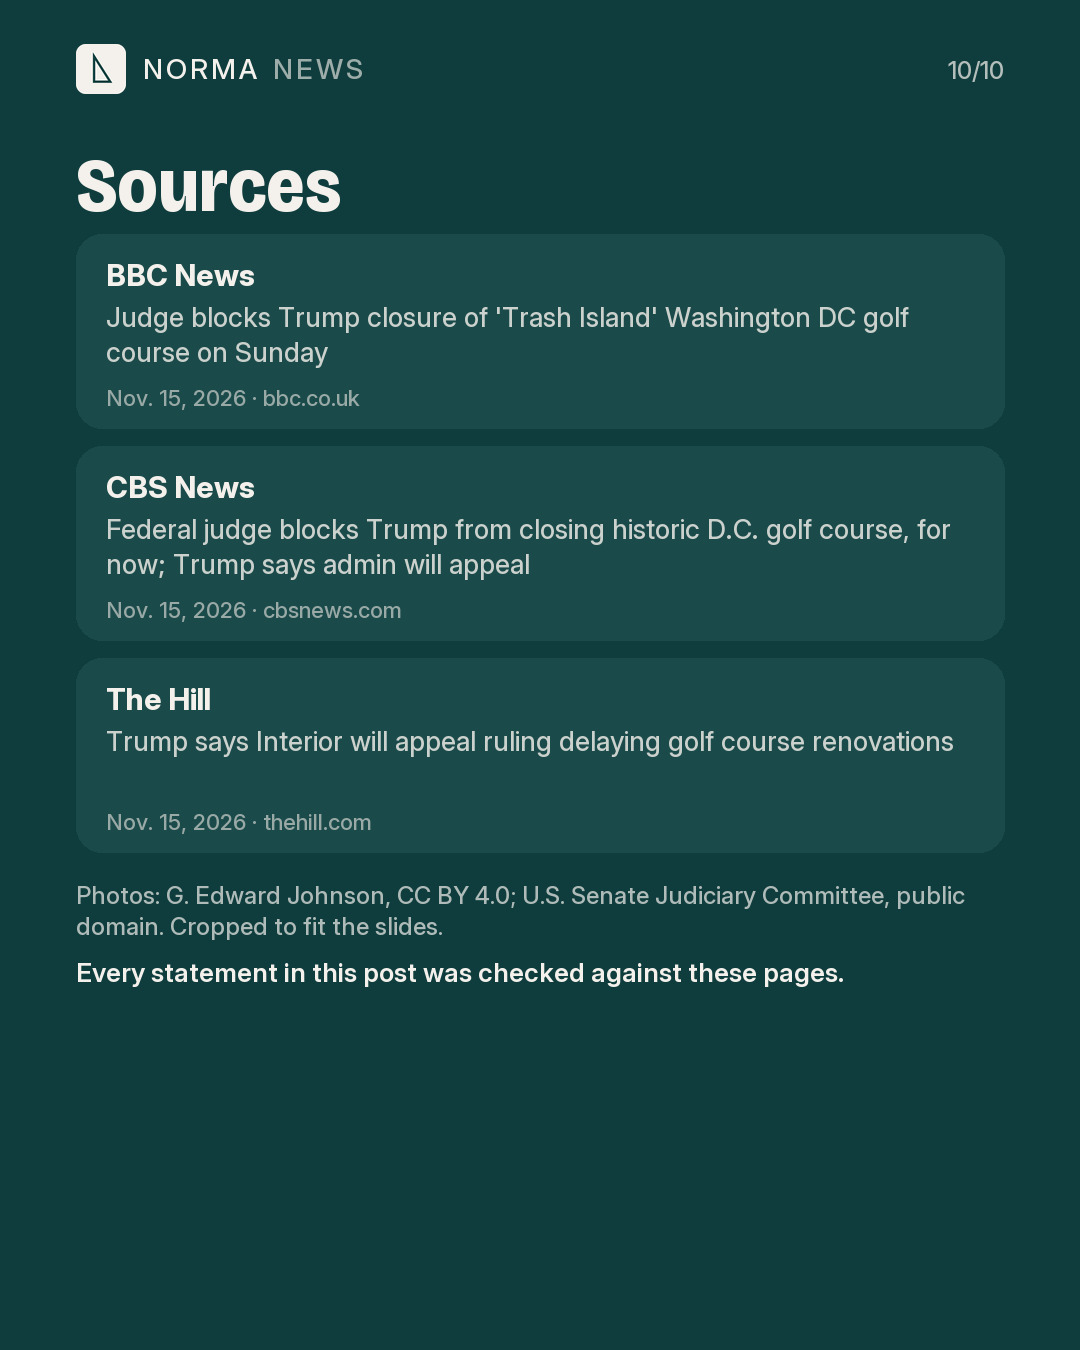 NORMA NEWS
10/10
Sources
BBC News
Judge blocks Trump closure of 'Trash Island' Washington DC golf
course on Sunday
Nov. 15, 2026 · bbc.co.uk
CBS News
Federal judge blocks Trump from closing historic D.C. golf course, for
now; Trump says admin will appeal
Nov. 15, 2026 · cbsnews.com
The Hill
Trump says Interior will appeal ruling delaying golf course renovations
Nov. 15, 2026 · thehill.com
Photos: G. Edward Johnson, CC BY 4.0; U.S. Senate Judiciary Committee, public
domain. Cropped to fit the slides.
Every statement in this post was checked against these pages.